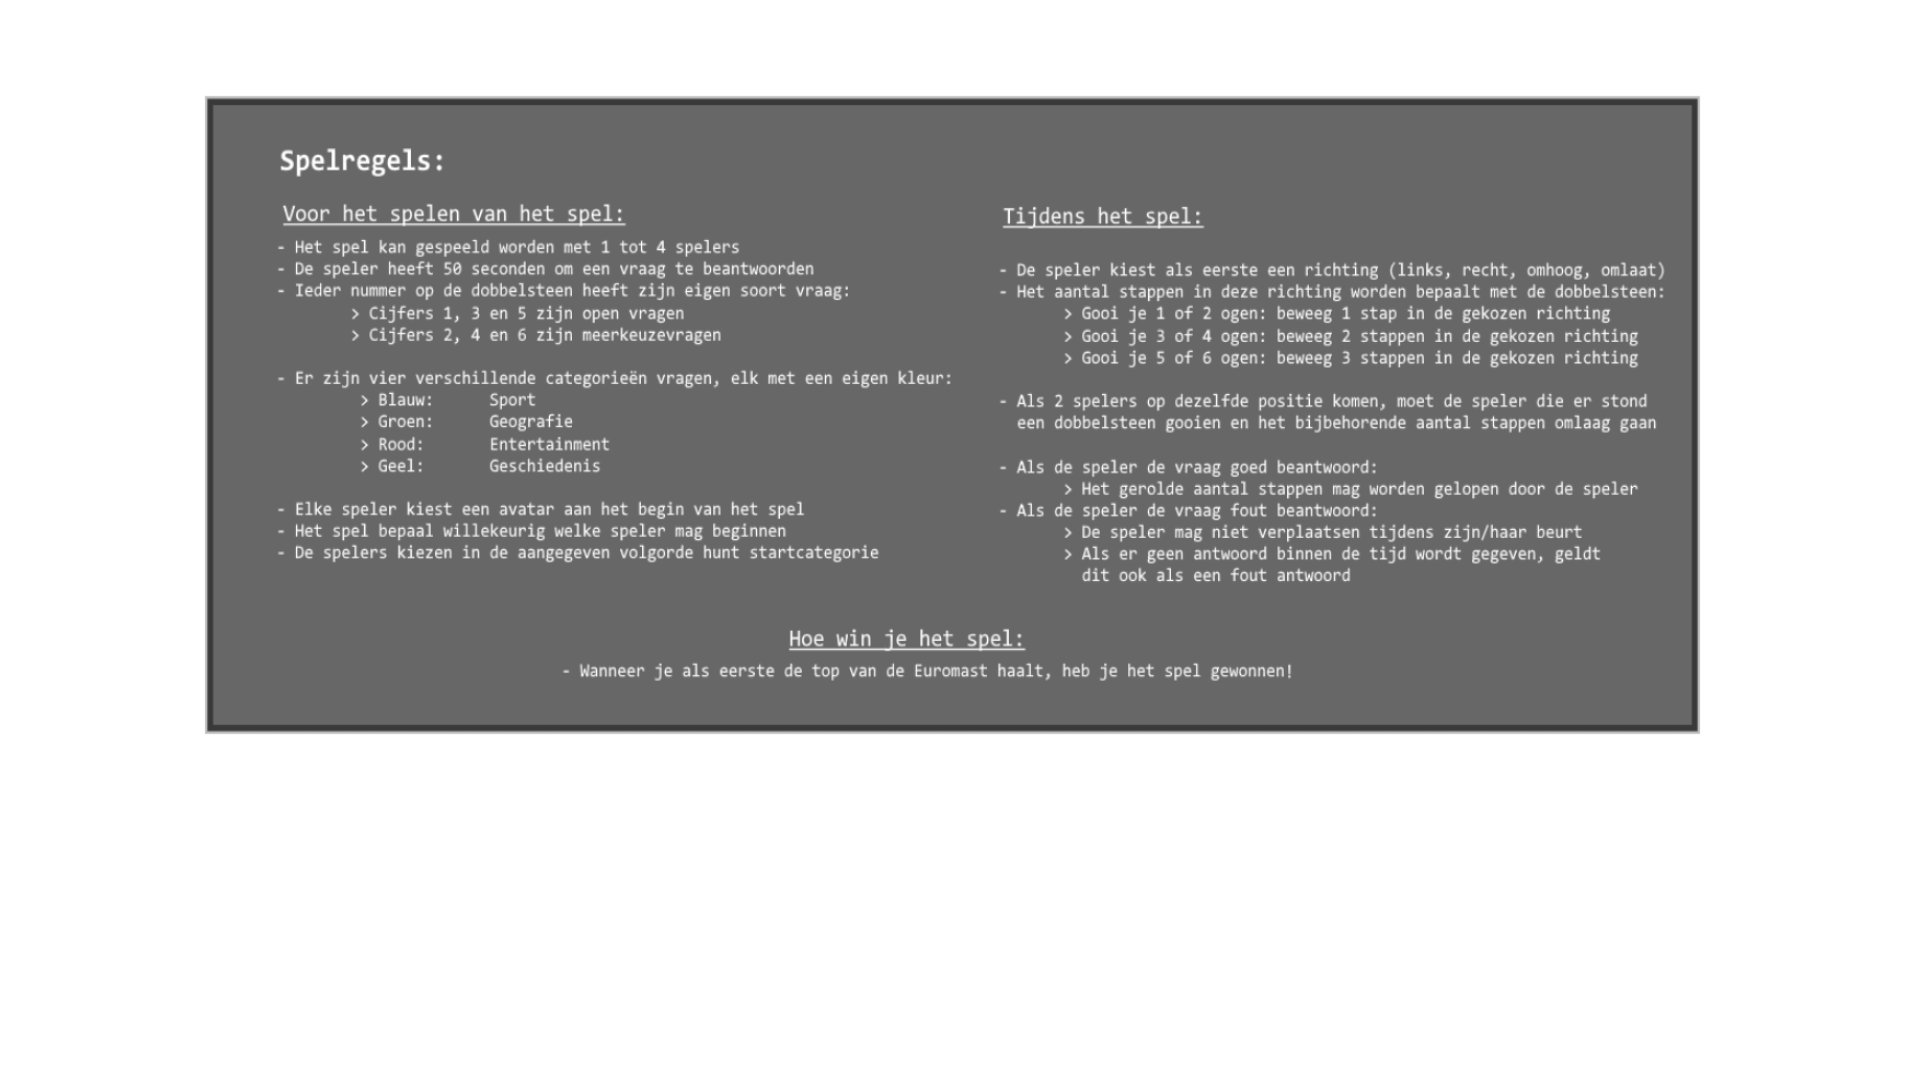 Spelregels:
Voor het spelen van het spel:
- Het spel kan gespeeld worden met 1 tot 4 spelers
- De speler heeft 50 seconden om een vraag te beantwoorden
- Ieder nummer op de dobbelsteen heeft zijn eigen soort vraag:
> Cijfers 1, 3 en 5 zijn open vragen
> Cijfers 2, 4 en 6 zijn meerkeuzevragen
- Er zijn vier verschillende categorieën vragen, elk met een eigen kleur:
> Blauw: Sport
> Groen: Geografie
> Rood: Entertainment
> Geel: Geschiedenis
- Elke speler kiest een avatar aan het begin van het spel
- Het spel bepaal willekeurig welke speler mag beginnen
- De spelers kiezen in de aangegeven volgorde hunt startcategorie
Tijdens het spel:
- De speler kiest als eerste een richting (links, recht, omhoog, omlaat)
- Het aantal stappen in deze richting worden bepaalt met de dobbelsteen:
> Gooi je 1 of 2 ogen: beweeg 1 stap in de gekozen richting
> Gooi je 3 of 4 ogen: beweeg 2 stappen in de gekozen richting
> Gooi je 5 of 6 ogen: beweeg 3 stappen in de gekozen richting
- Als 2 spelers op dezelfde positie komen, moet de speler die er stond
een dobbelsteen gooien en het bijbehorende aantal stappen omlaag gaan
- Als de speler de vraag goed beantwoord:
> Het gerolde aantal stappen mag worden gelopen door de speler
- Als de speler de vraag fout beantwoord:
> De speler mag niet verplaatsen tijdens zijn/haar beurt
> Als er geen antwoord binnen de tijd wordt gegeven, geldt
dit ook als een fout antwoord
Hoe win je het spel:
- Wanneer je als eerste de top van de Euromast haalt, heb je het spel gewonnen!